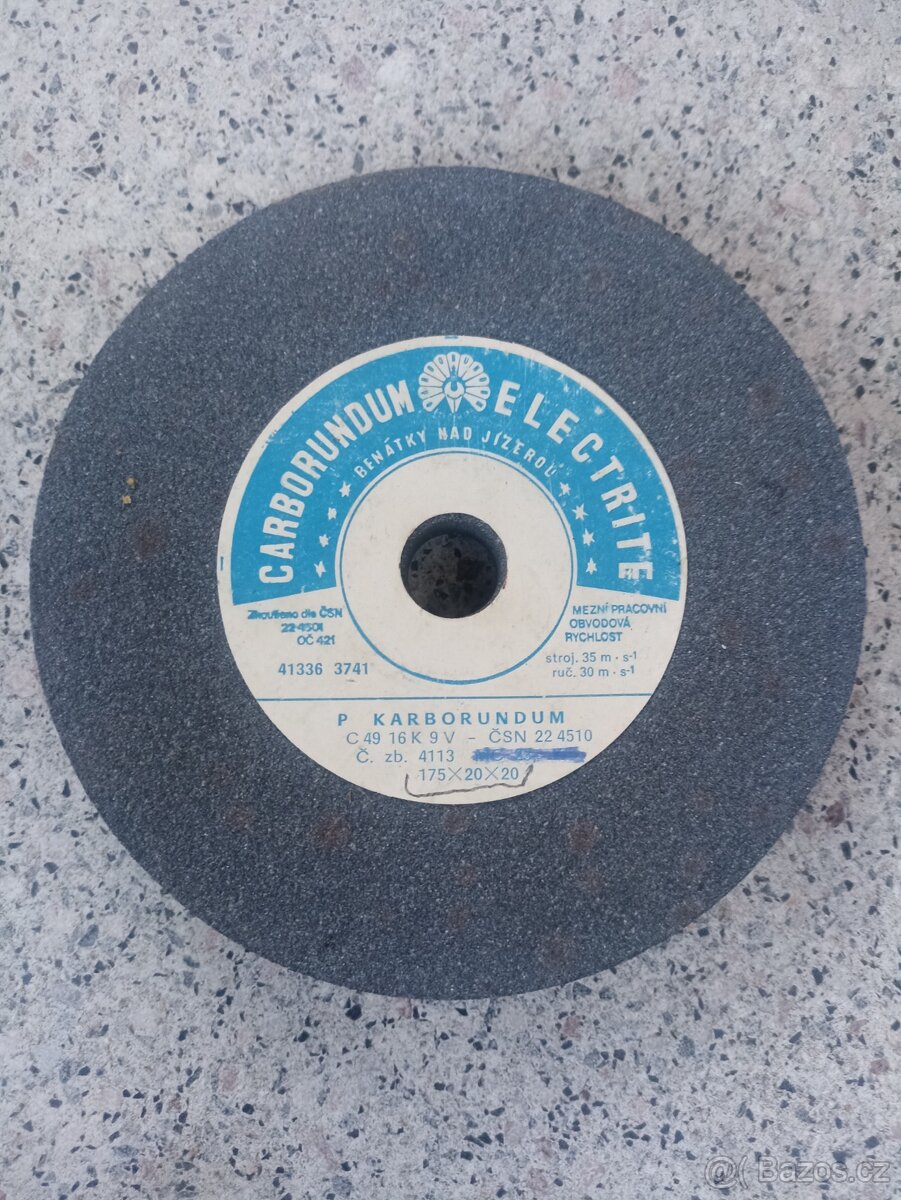 CARBORUNDUM ELECTRITE
BENÁTKY NAD JIZEROU
Zkoušeno dle ČSN
22 4501
OČ 421
41336 3741
MEZNÍ PRACOVNÍ
OBVODOVÁ
RYCHLOST
stroj. 35 m · s-1
ruč. 30 m · s-1
P KARBORUNDUM
C 49 16 K 9 V – ČSN 22 4510
Č. zb. 4113
175×20×20
@( Bazos.cz